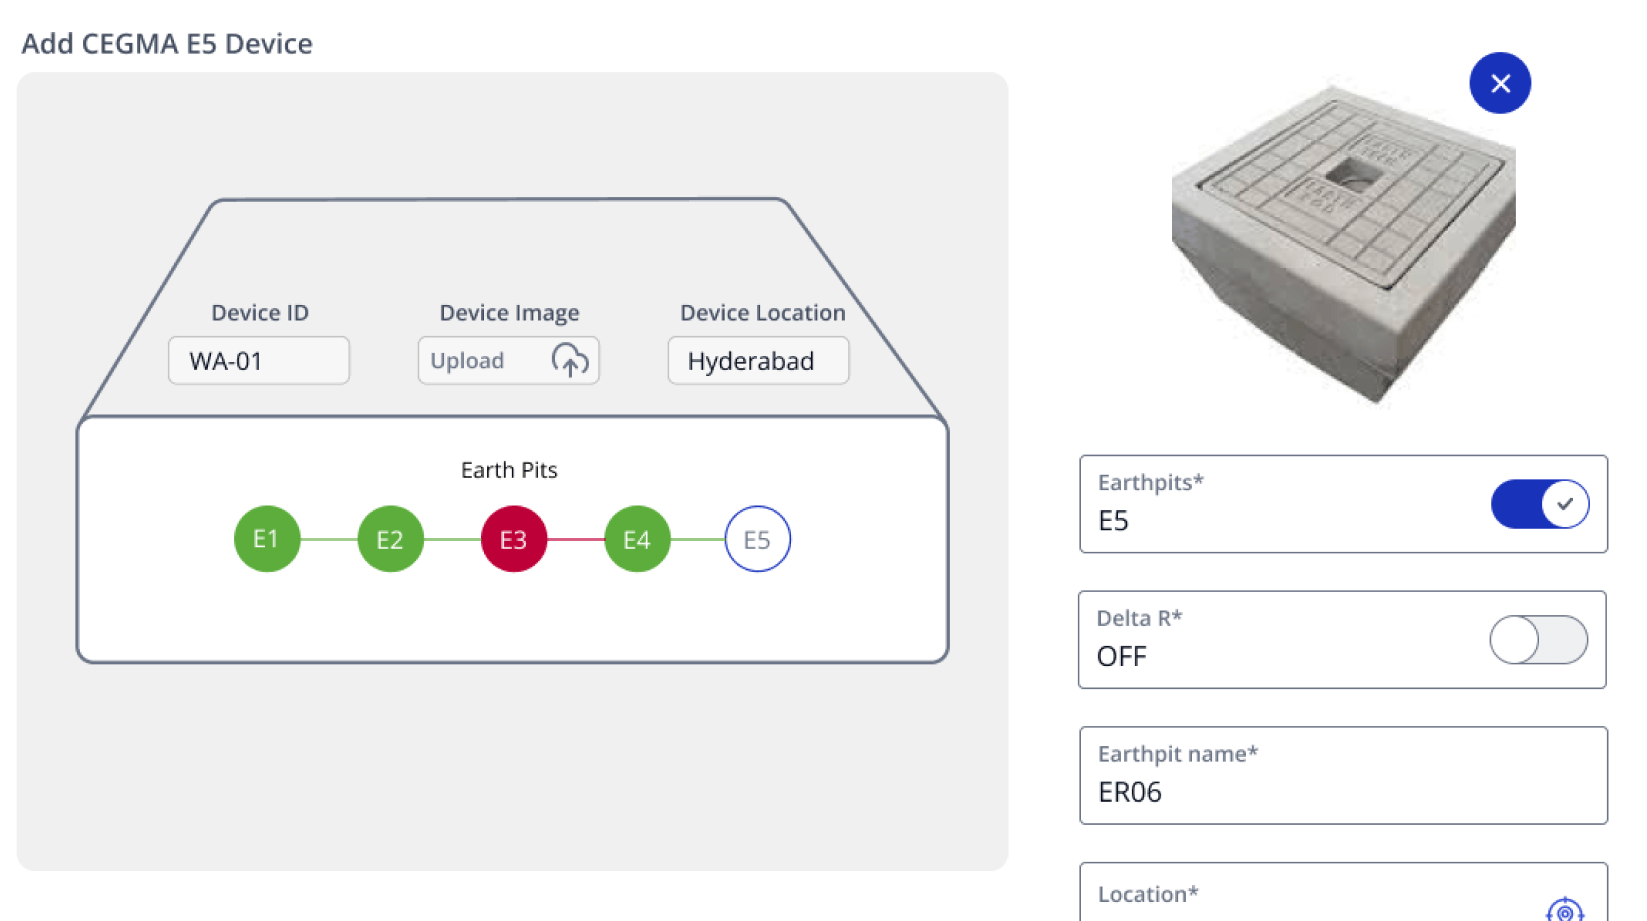 Add CEGMA E5 Device
Device ID
WA-01
Device Image
Upload
Device Location
Hyderabad
Earth Pits
E1
E2
E3
E4
E5
Earthpits*
E5
Delta R*
OFF
Earthpit name*
ER06
Location*